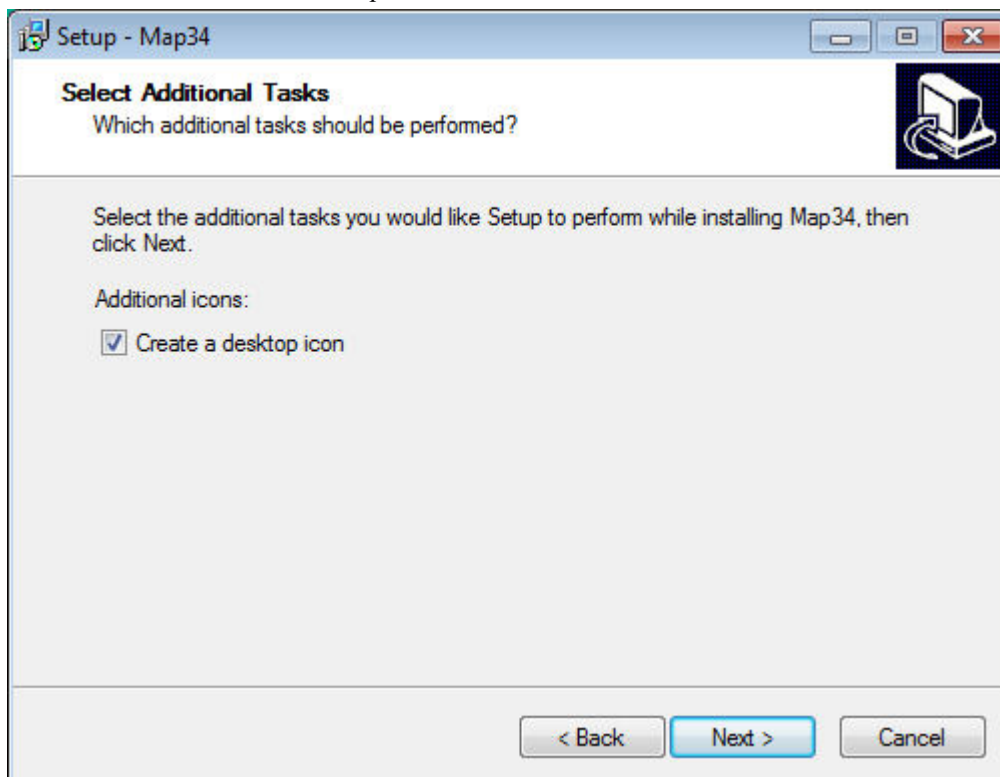 Setup - Map34
Select Additional Tasks
Which additional tasks should be performed?
Select the additional tasks you would like Setup to perform while installing Map34, then
click Next.
Additional icons:
Create a desktop icon
< Back
Next >
Cancel